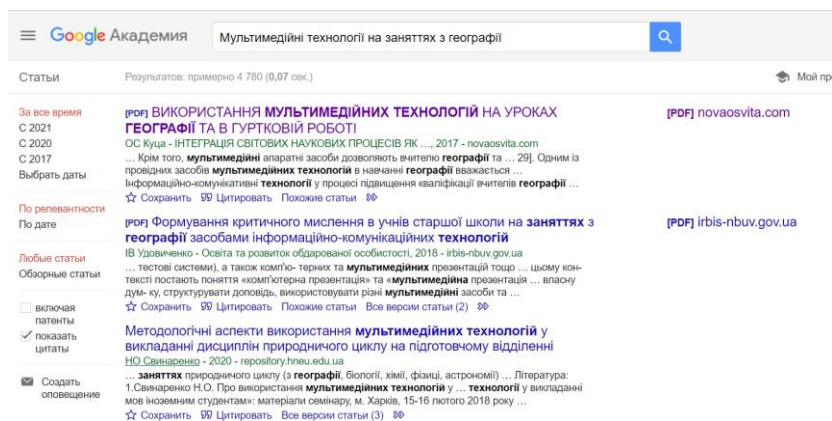 Google Академия
Мультимедійні технології на заняттях з географії
Статьи
Результатов: примерно 4 780 (0,07 сек.)
Мой пр
За все время
С 2021
С 2020
С 2017
Выбрать даты
По релевантности
По дате
Любые статьи
Обзорные статьи
включая
патенты
показать
цитаты
Создать
оповещение
[PDF] ВИКОРИСТАННЯ МУЛЬТИМЕДІЙНИХ ТЕХНОЛОГІЙ НА УРОКАХ
ГЕОГРАФІЇ ТА В ГУРТКОВІЙ РОБОТІ
ОС Куца - ІНТЕГРАЦІЯ СВІТОВИХ НАУКОВИХ ПРОЦЕСІВ ЯК …, 2017 - novaosvita.com
… Крім того, мультимедійні апаратні засоби дозволяють вчителю географії та … 29]. Одним із
провідних засобів мультимедійних технологій в навчанні географії вважається …
Інформаційно-комунікативні технології у процесі підвищення кваліфікації вчителів географії …
Сохранить Цитировать Похожие статьи
[PDF] novaosvita.com
[PDF] Формування критичного мислення в учнів старшої школи на заняттях з
географії засобами інформаційно-комунікаційних технологій
ІВ Удовиченко - Освіта та розвиток обдарованої особистості, 2018 - irbis-nbuv.gov.ua
… тестові системи), а також комп'ю- терних та мультимедійних презентацій тощо … цьому кон-
тексті постають поняття «комп'ютерна презентація» та «мультимедійна презентація … власну
дум- ку, структурувати доповідь, використовувати різні мультимедійні засоби та …
Сохранить Цитировать Похожие статьи Все версии статьи (2)
[PDF] irbis-nbuv.gov.ua
Методологічні аспекти використання мультимедійних технологій у
викладанні дисциплін природничого циклу на підготовчому відділенні
НО Свинаренко - 2020 - repository.hneu.edu.ua
… заняттях природничого циклу (з географії, біології, хімії, фізиці, астрономії) … Література:
1.Свинаренко Н.О. Про використання мультимедійних технологій у … технології у викладанні
мов іноземним студентам»: матеріали семінару, м. Харків, 15-16 лютого 2018 року …
Сохранить Цитировать Все версии статьи (3)